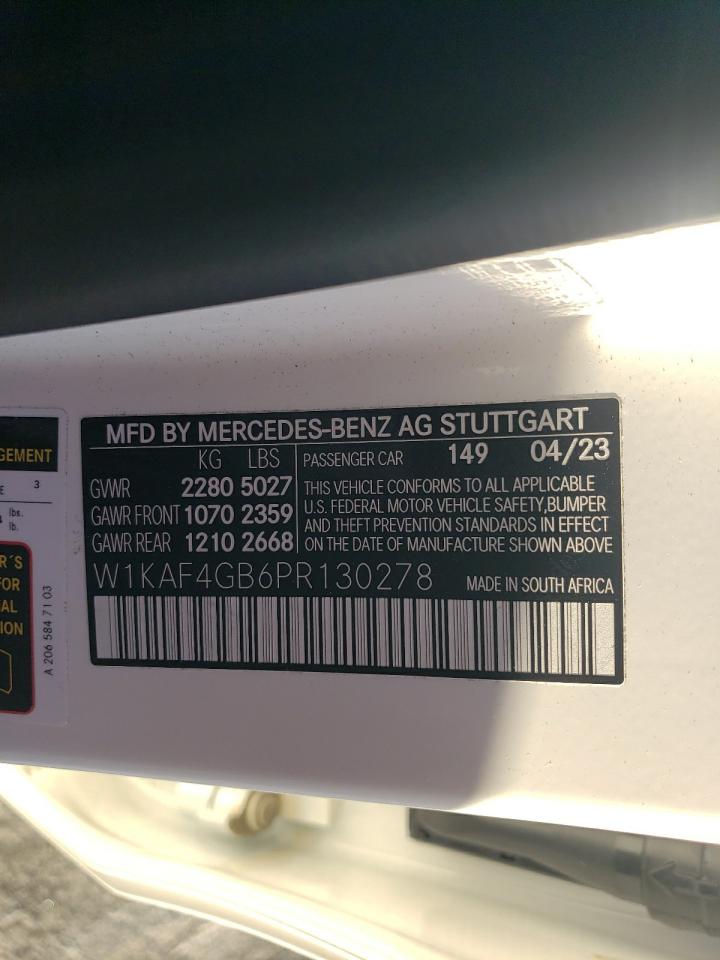 MFD BY MERCEDES-BENZ AG STUTTGART
KG LBS
GVWR 2280 5027
GAWR FRONT 1070 2359
GAWR REAR 1210 2668
PASSENGER CAR 149 04/23
THIS VEHICLE CONFORMS TO ALL APPLICABLE
U.S. FEDERAL MOTOR VEHICLE SAFETY,BUMPER
AND THEFT PREVENTION STANDARDS IN EFFECT
ON THE DATE OF MANUFACTURE SHOWN ABOVE
W1KAF4GB6PR130278 MADE IN SOUTH AFRICA
GEMENT
E 3
lbs.
lb.
R´S
FOR
AL
ION
A 206 584 71 03